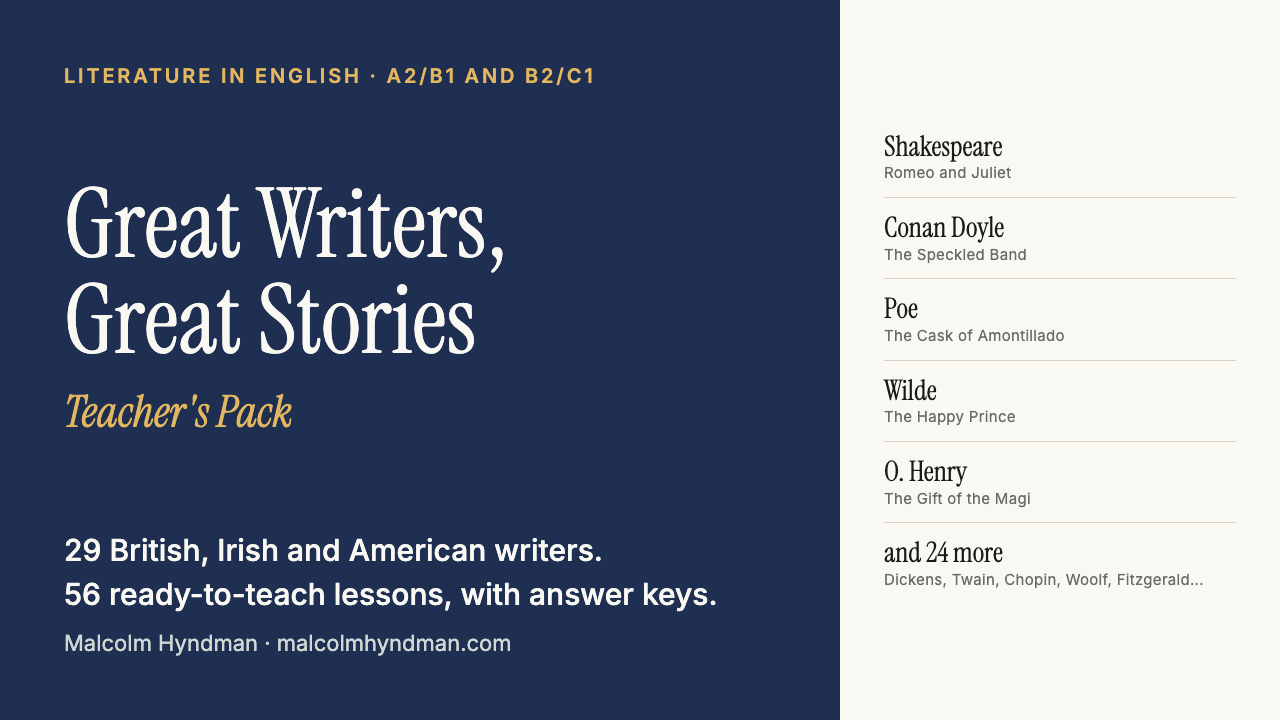 LITERATURE IN ENGLISH · A2/B1 AND B2/C1
Great Writers,
Great Stories
Teacher's Pack
29 British, Irish and American writers.
56 ready-to-teach lessons, with answer keys.
Malcolm Hyndman · malcolmhyndman.com
Shakespeare
Romeo and Juliet
Conan Doyle
The Speckled Band
Poe
The Cask of Amontillado
Wilde
The Happy Prince
O. Henry
The Gift of the Magi
and 24 more
Dickens, Twain, Chopin, Woolf, Fitzgerald...